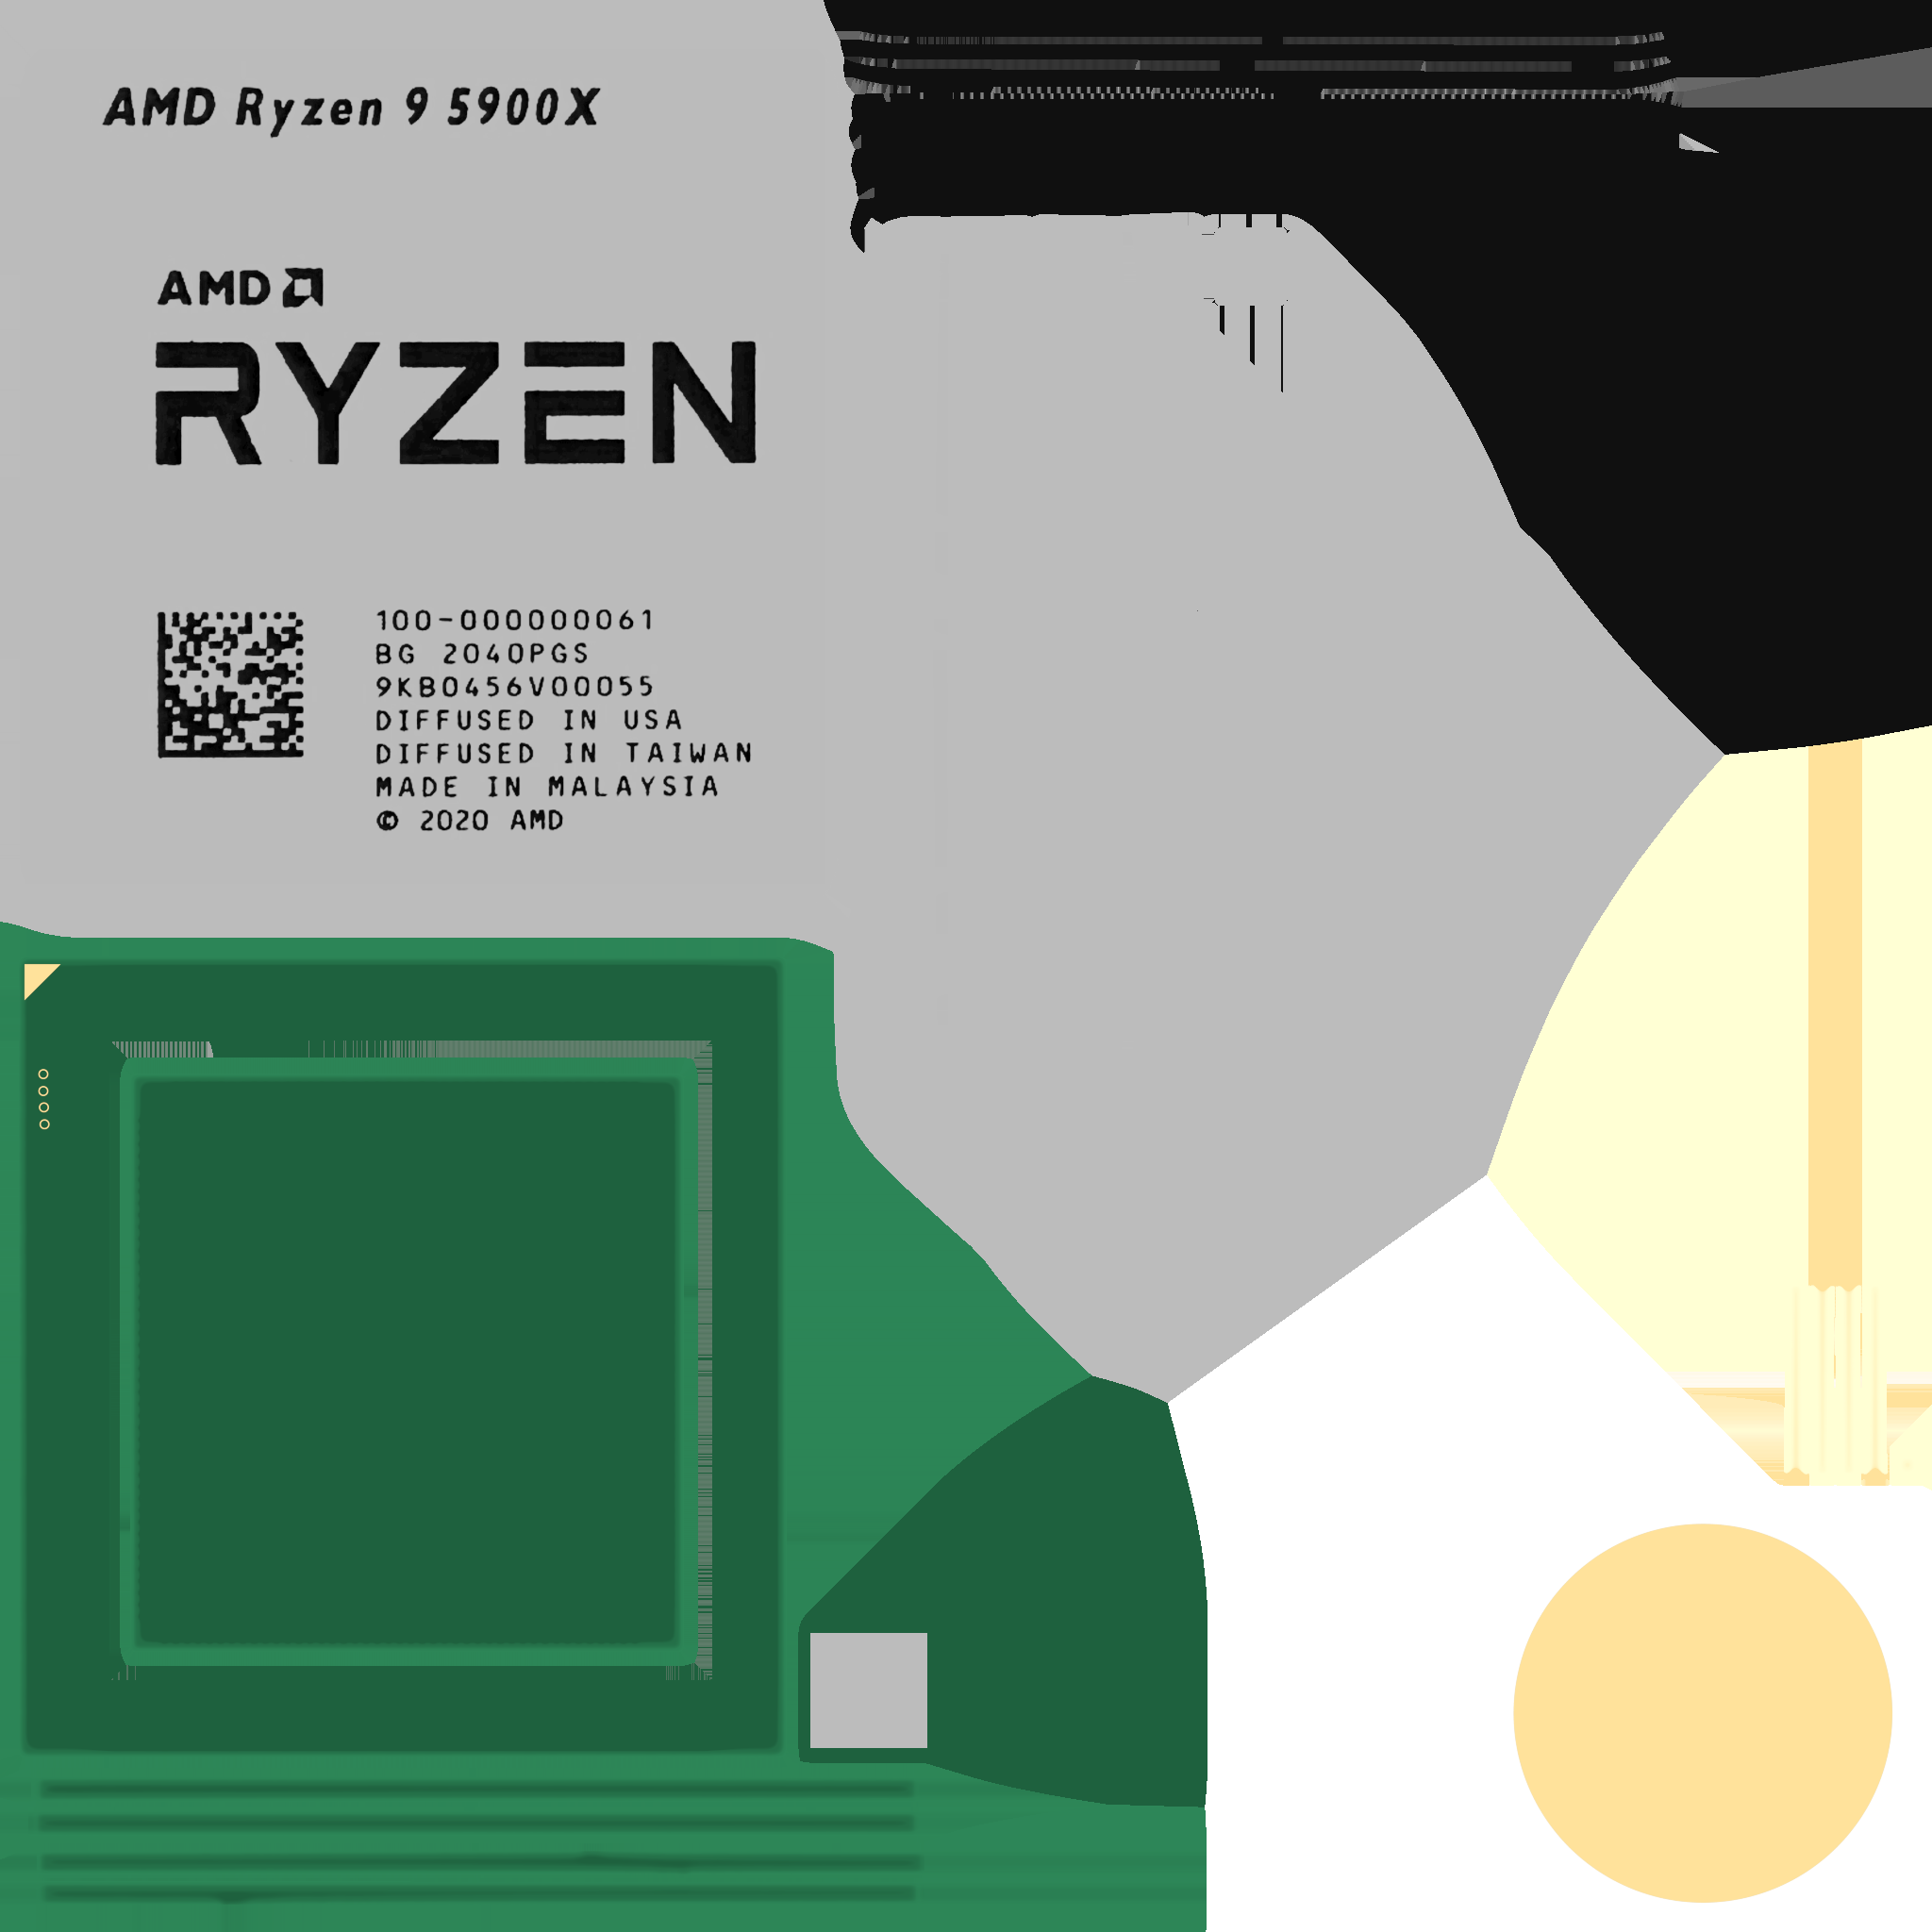 AMD Ryzen 9 5900X
AMD
RYZEN
100-000000061
BG 2040PGS
9KB0456V00055
DIFFUSED IN USA
DIFFUSED IN TAIWAN
MADE IN MALAYSIA
© 2020 AMD